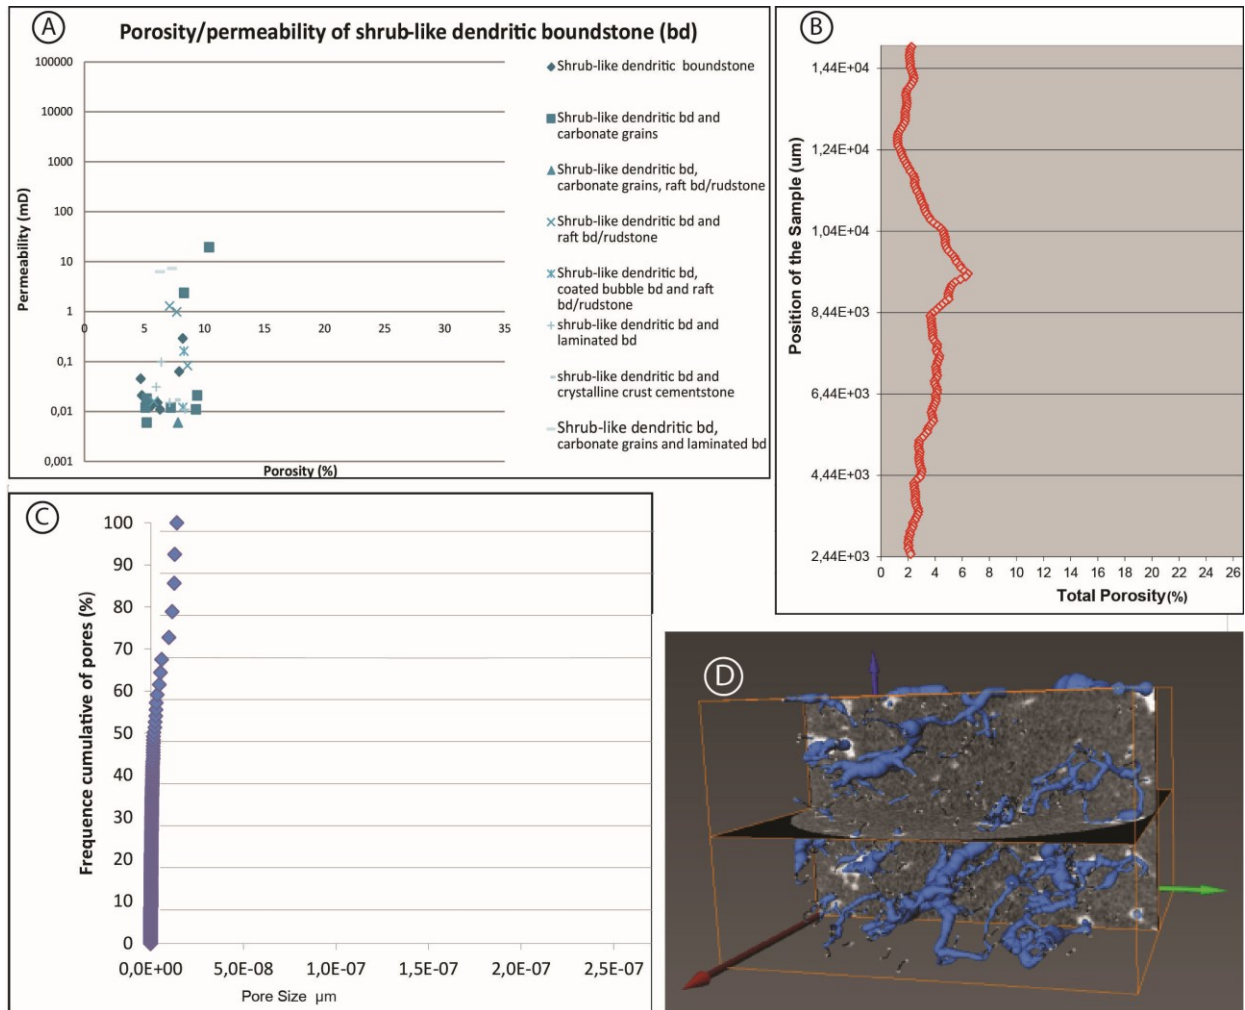 A
Porosity/permeability of shrub-like dendritic boundstone (bd)
Permeability (mD)
100000
10000
1000
100
10
1
0,1
0,01
0,001
0
5
10
15
20
25
30
35
Porosity (%)
Shrub-like dendritic boundstone
Shrub-like dendritic bd and
carbonate grains
Shrub-like dendritic bd,
carbonate grains, raft bd/rudstone
Shrub-like dendritic bd and
raft bd/rudstone
Shrub-like dendritic bd,
coated bubble bd and raft
bd/rudstone
shrub-like dendritic bd and
laminated bd
shrub-like dendritic bd and
crystalline crust cementstone
Shrub-like dendritic bd,
carbonate grains and laminated bd
B
Position of the Sample (um)
1,44E+04
1,24E+04
1,04E+04
8,44E+03
6,44E+03
4,44E+03
2,44E+03
0 2 4 6 8 10 12 14 16 18 20 22 24 26
Total Porosity(%)
C
Frequence cumulative of pores (%)
100
90
80
70
60
50
40
30
20
10
0
0,0E+00
5,0E-08
1,0E-07
1,5E-07
2,0E-07
2,5E-07
Pore Size µm
D